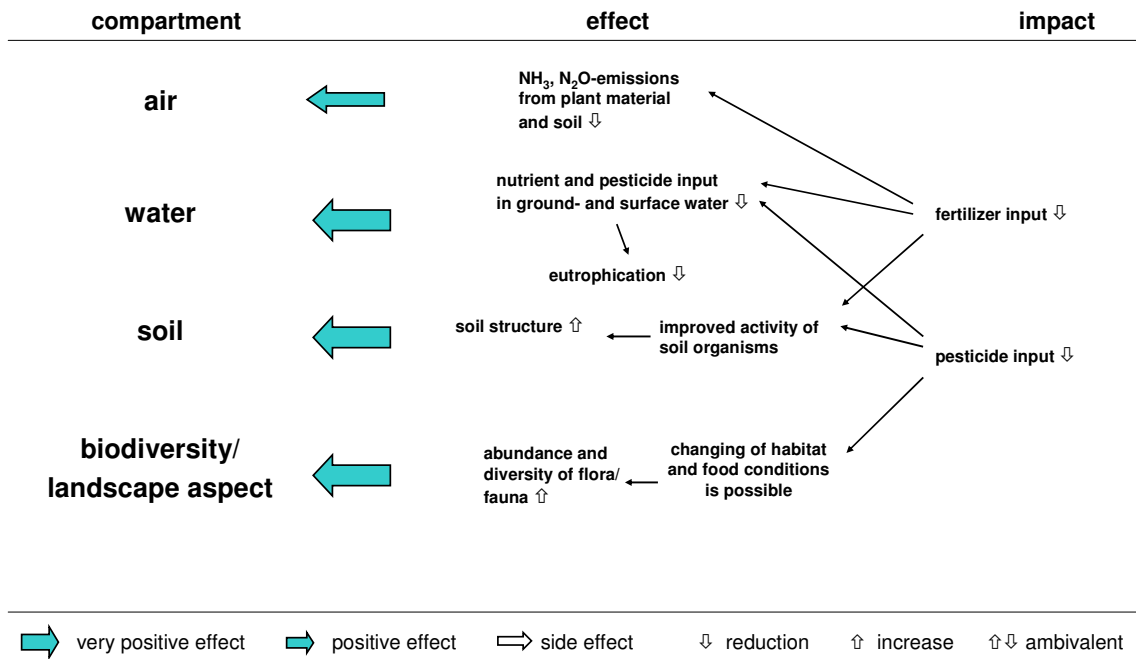 compartment effect impact
air
NH₃, N₂O-emissions
from plant material
and soil ⇩
water
nutrient and pesticide input
in ground- and surface water ⇩
fertilizer input ⇩
eutrophication ⇩
soil
soil structure ⇧
improved activity of
soil organisms
pesticide input ⇩
biodiversity/
landscape aspect
abundance and
diversity of flora/
fauna ⇧
changing of habitat
and food conditions
is possible
very positive effect positive effect side effect ⇩ reduction ⇧ increase ⇧⇩ ambivalent